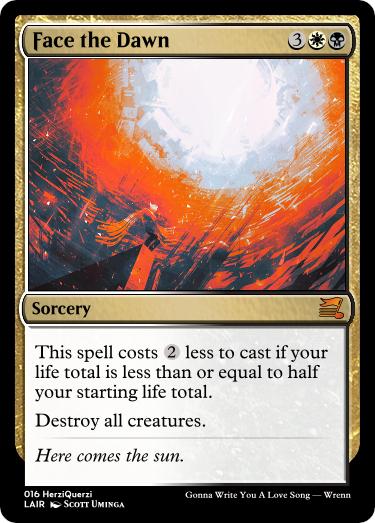 Face the Dawn 3
Sorcery
This spell costs 2 less to cast if your
life total is less than or equal to half
your starting life total.
Destroy all creatures.
Here comes the sun.
016 HerziQuerzi
LAIR Scott Uminga
Gonna Write You A Love Song — Wrenn